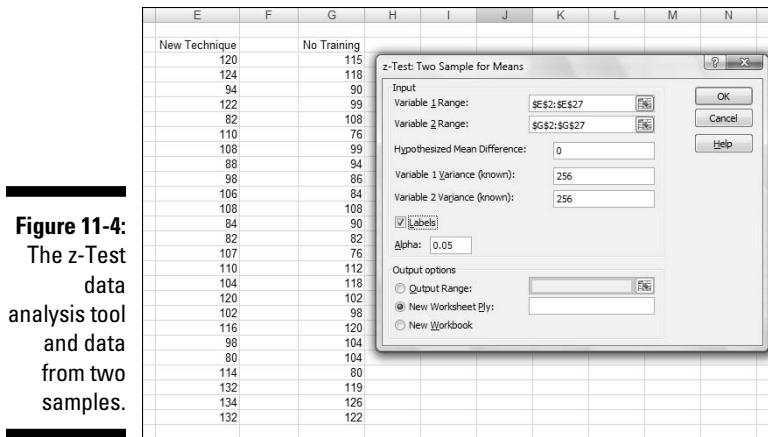 E F G H I J K L M N
New Technique No Training
120 115
124 118
94 90
122 99
82 108
110 76
108 99
88 94
98 86
106 84
108 108
84 90
82 82
107 76
110 112
104 118
120 102
102 98
116 120
98 104
80 104
114 80
132 119
134 126
132 122
z-Test: Two Sample for Means
Input
Variable 1 Range: $E$2:$E$27
Variable 2 Range: $G$2:$G$27
Hypothesized Mean Difference: 0
Variable 1 Variance (known): 256
Variable 2 Variance (known): 256
Labels
Alpha: 0.05
Output options
Output Range:
New Worksheet Ply:
New Workbook
OK
Cancel
Help
Figure 11-4:
The z-Test
data
analysis tool
and data
from two
samples.